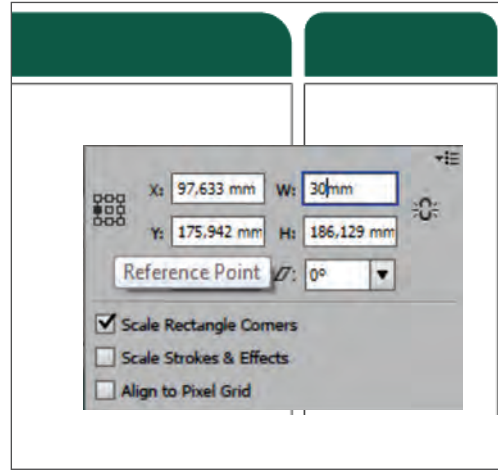 X: 97,633 mm W: 30mm
Y: 175,942 mm H: 186,129 mm
Reference Point : 0°
Scale Rectangle Corners
Scale Strokes & Effects
Align to Pixel Grid